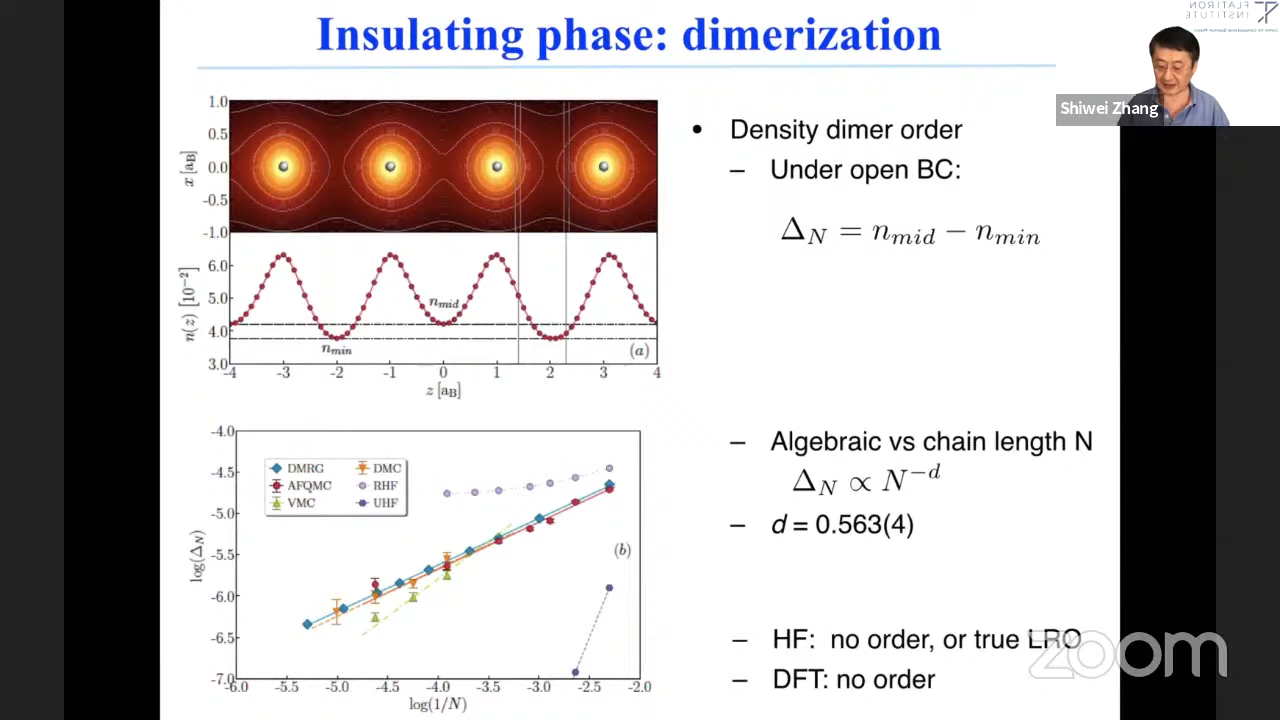 Insulating phase: dimerization
FLATIRON
INSTITUTE
Shiwei Zhang
1.0
0.5
0.0
-0.5
-1.0
x [aB]
6.0
5.0
4.0
3.0
n(z) [10⁻²]
n_mid
n_min
(a)
-4 -3 -2 -1 0 1 2 3 4
z [aB]
• Density dimer order
– Under open BC:
Δ_N = n_mid − n_min
-4.0
-4.5
-5.0
-5.5
-6.0
-6.5
-7.0
log(Δ_N)
DMRG DMC
AFQMC RHF
VMC UHF
(b)
-6.0 -5.5 -5.0 -4.5 -4.0 -3.5 -3.0 -2.5 -2.0
log(1/N)
– Algebraic vs chain length N
Δ_N ∝ N^−d
– d = 0.563(4)
– HF: no order, or true LRO
– DFT: no order
zoom